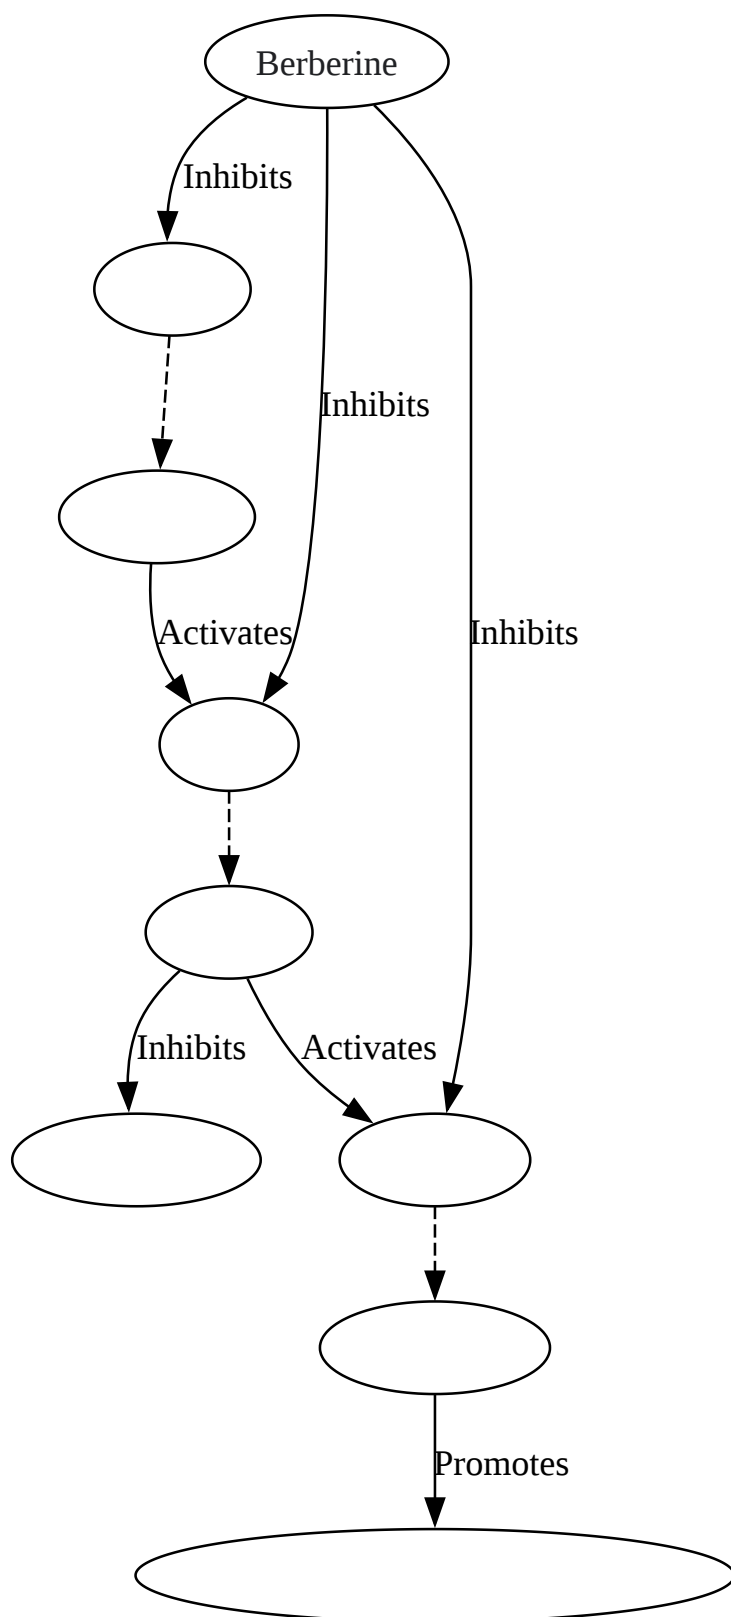 Berberine
Inhibits
Inhibits
Activates
Inhibits
Inhibits
Activates
Promotes